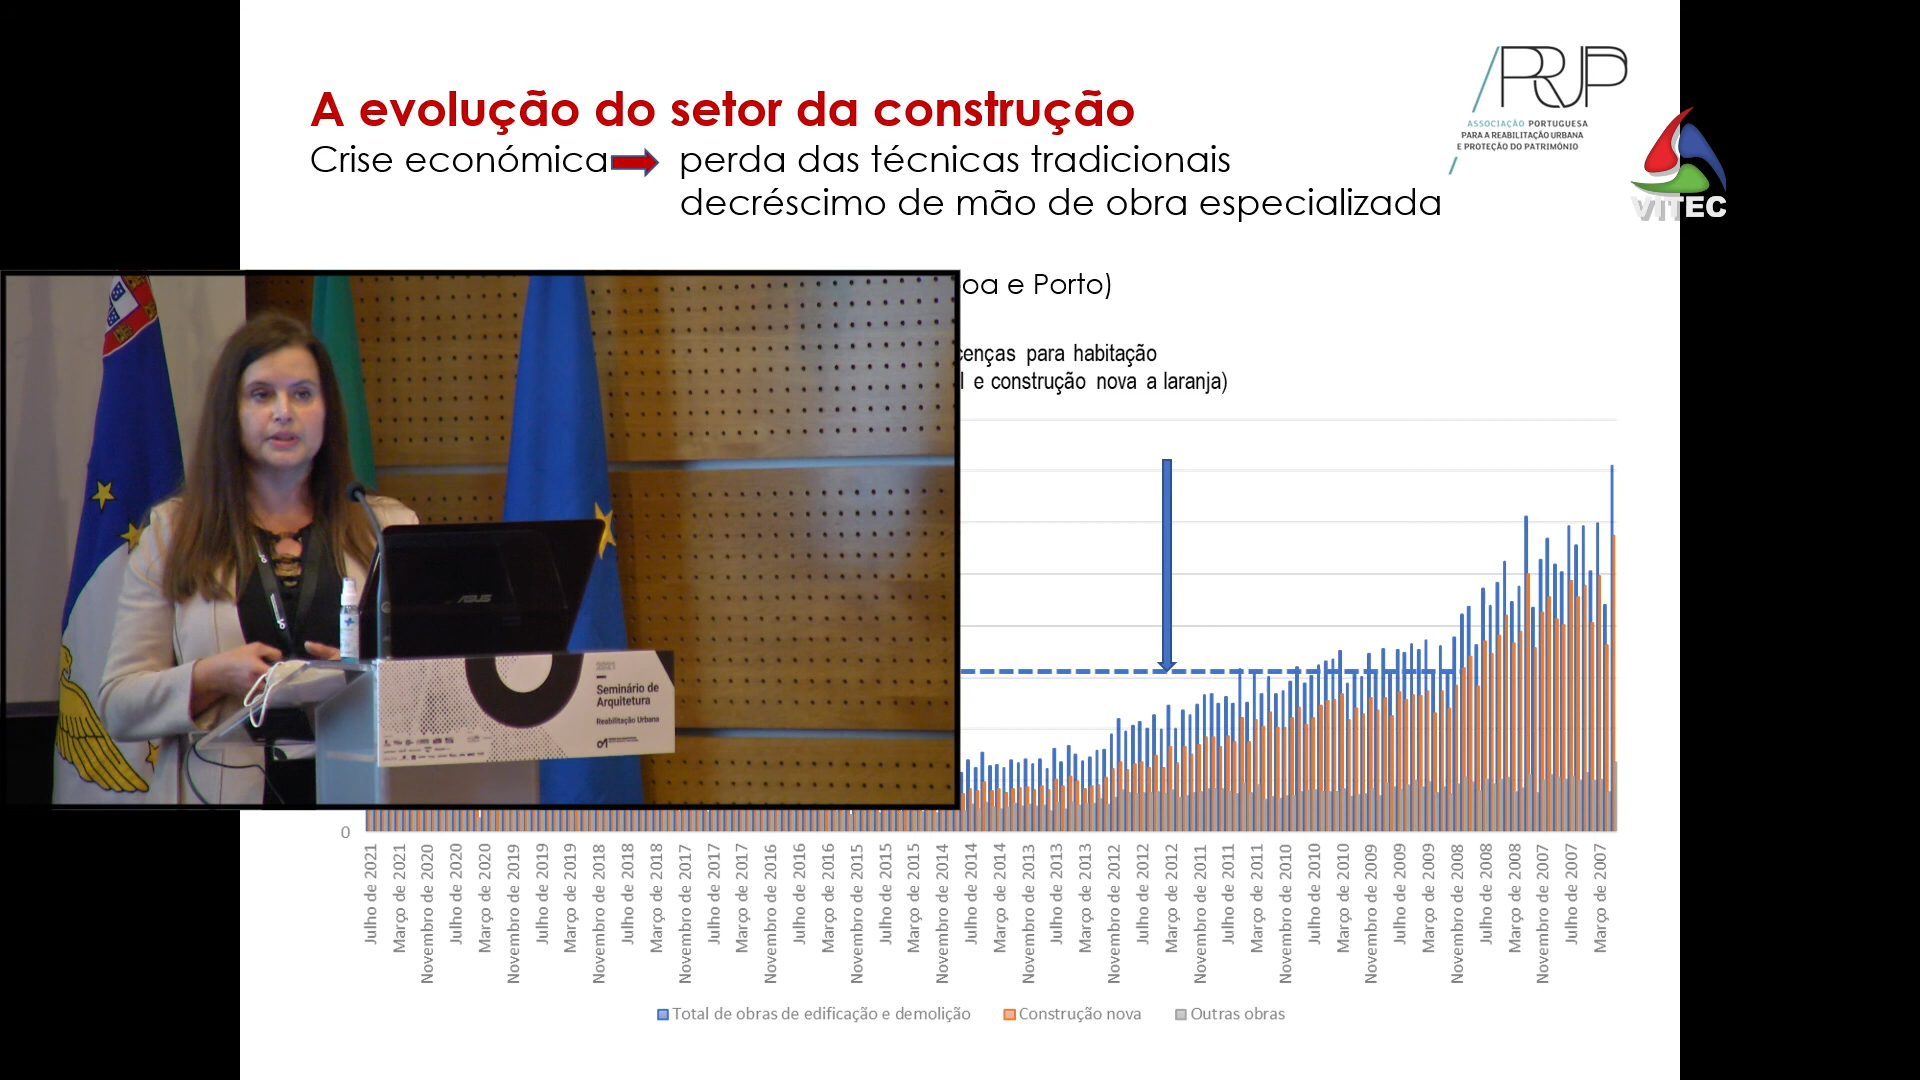 A evolução do setor da construção
Crise económica perda das técnicas tradicionais
decréscimo de mão de obra especializada
PRUP
ASSOCIAÇÃO PORTUGUESA
PARA A REABILITAÇÃO URBANA
E PROTEÇÃO DO PATRIMÓNIO
VITEC
oa e Porto)
cenças para habitação
l e construção nova a laranja)
ASUS
2021
Seminário de
Arquitetura
Reabilitação Urbana
0
Julho de 2021
Março de 2021
Novembro de 2020
Julho de 2020
Março de 2020
Novembro de 2019
Julho de 2019
Março de 2019
Novembro de 2018
Julho de 2018
Março de 2018
Novembro de 2017
Julho de 2017
Março de 2017
Novembro de 2016
Julho de 2016
Março de 2016
Novembro de 2015
Julho de 2015
Março de 2015
Novembro de 2014
Julho de 2014
Março de 2014
Novembro de 2013
Julho de 2013
Março de 2013
Novembro de 2012
Julho de 2012
Março de 2012
Novembro de 2011
Julho de 2011
Março de 2011
Novembro de 2010
Julho de 2010
Março de 2010
Novembro de 2009
Julho de 2009
Março de 2009
Novembro de 2008
Julho de 2008
Março de 2008
Novembro de 2007
Julho de 2007
Março de 2007
Total de obras de edificação e demolição Construção nova Outras obras